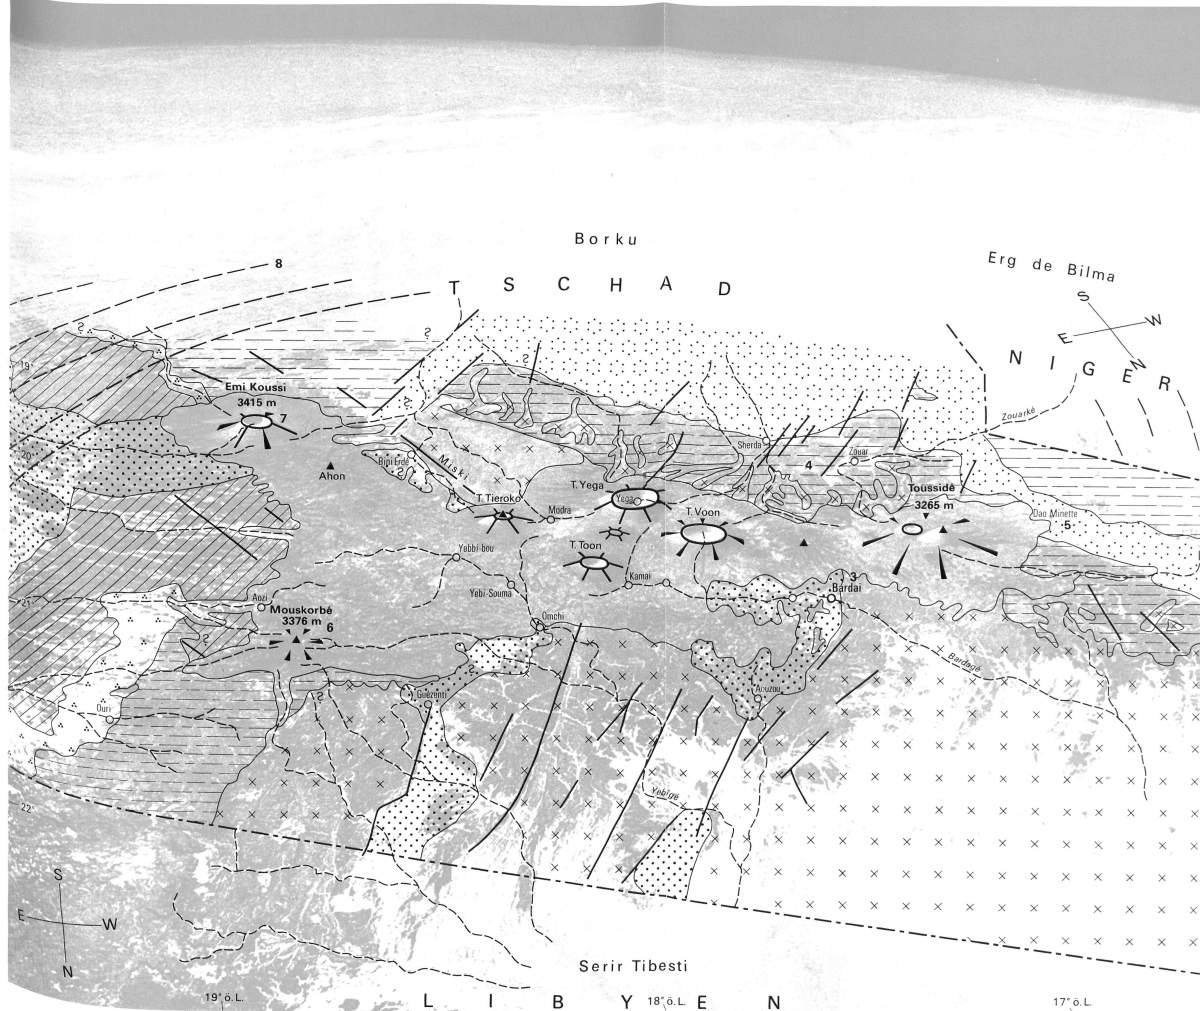 Borku
Erg de Bilma
8
T S C H A D
S
W
E
N
N I G E R
19°
Emi Koussi
3415 m
7
Zouarké
20°
Sherda
Zouar
4
Bipi Erdé
Miski
Ahon
T. Yega
Toussidé
3265 m
T. Tieroko
Yega
Modra
T. Voon
Dao Minette
5
T. Toon
Yebbi-bou
Kamai
3
Bardai
Yebi-Souma
21°
Aozi
Mouskorbé
3376 m
6
Omchi
Bardagé
Guezenti
Aouzou
Ouri
Yebigé
22°
S
E
W
N
Serir Tibesti
19° ö.L.
L I B Y E N
18° ö.L.
17° ö.L.
?
?
?
?
?
?
?
?